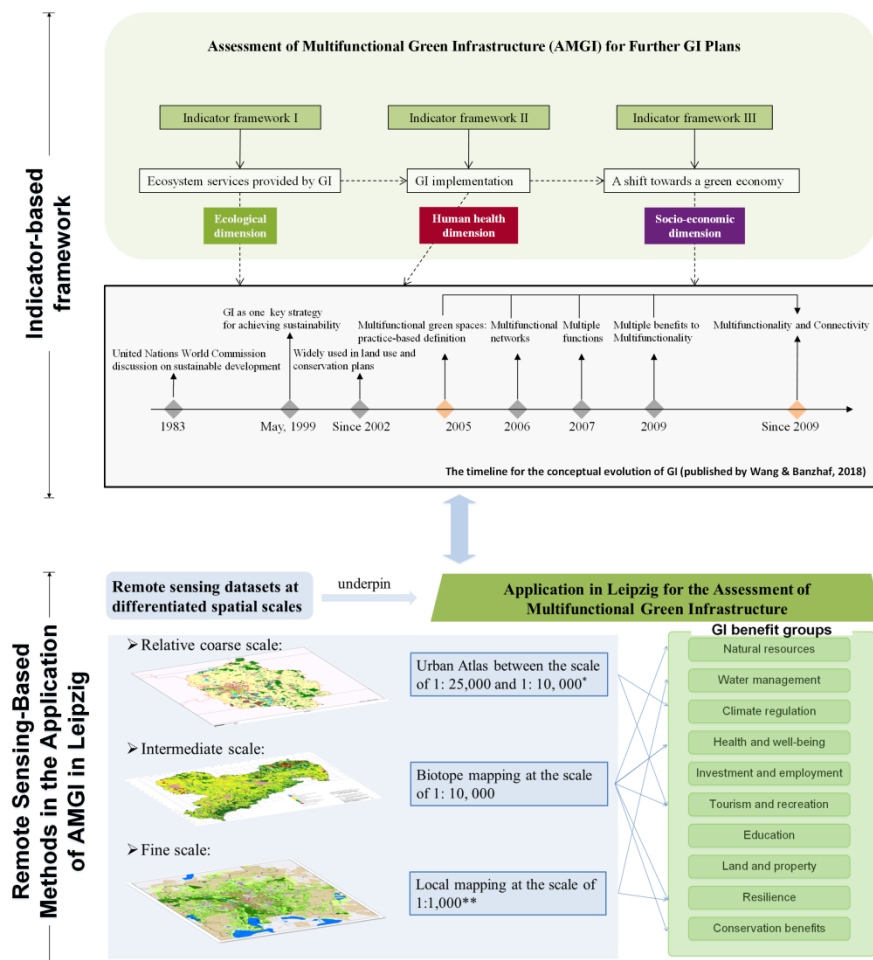 Assessment of Multifunctional Green Infrastructure (AMGI) for Further GI Plans
Indicator framework I
Indicator framework II
Indicator framework III
Ecosystem services provided by GI
GI implementation
A shift towards a green economy
Ecological
dimension
Human health
dimension
Socio-economic
dimension
Indicator-based
framework
GI as one key strategy
for achieving sustainability
United Nations World Commission
discussion on sustainable development
Widely used in land use and
conservation plans
Multifunctional green spaces:
practice-based definition
Multifunctional
networks
Multiple
functions
Multiple benefits to
Multifunctionality
Multifunctionality and Connectivity
1983
May, 1999
Since 2002
2005
2006
2007
2009
Since 2009
The timeline for the conceptual evolution of GI (published by Wang & Banzhaf, 2018)
Remote Sensing-Based
Methods in the Application
of AMGI in Leipzig
Remote sensing datasets at
differentiated spatial scales
underpin
Application in Leipzig for the Assessment of
Multifunctional Green Infrastructure
Relative coarse scale:
Urban Atlas between the scale
of 1: 25,000 and 1: 10, 000*
Intermediate scale:
Biotope mapping at the scale
of 1: 10, 000
Fine scale:
Local mapping at the scale of
1:1,000**
GI benefit groups
Natural resources
Water management
Climate regulation
Health and well-being
Investment and employment
Tourism and recreation
Education
Land and property
Resilience
Conservation benefits